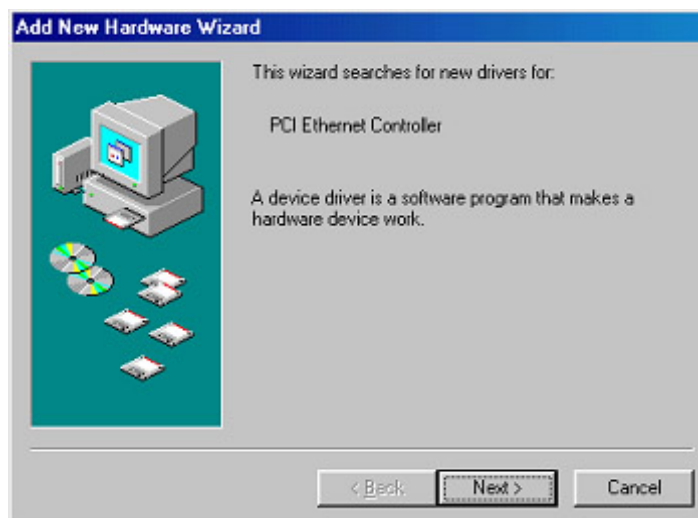 Add New Hardware Wizard
This wizard searches for new drivers for:
PCI Ethernet Controller
A device driver is a software program that makes a
hardware device work.
< Back
Next >
Cancel